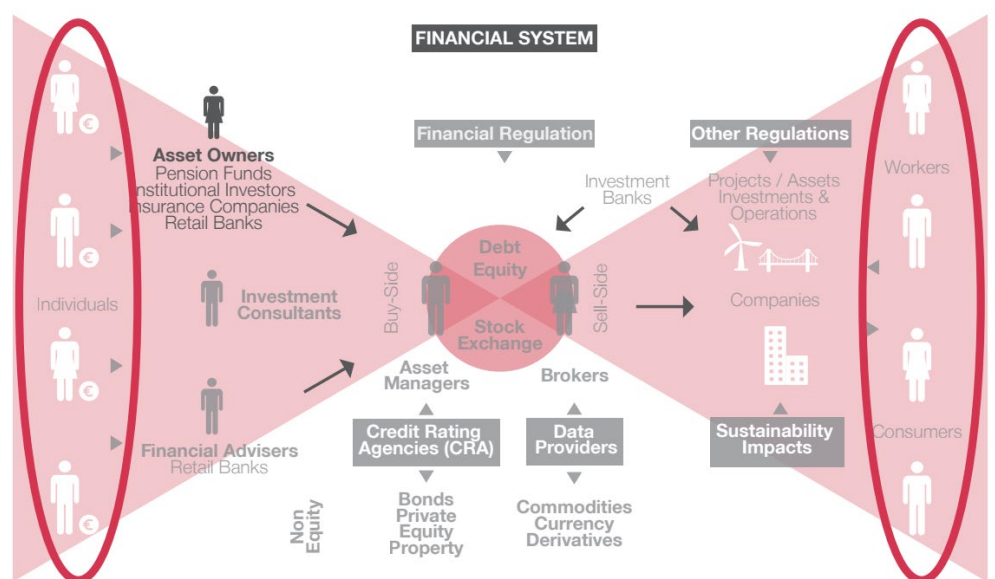 FINANCIAL SYSTEM
Individuals
€
€
€
€
Asset Owners
Pension Funds
Institutional Investors
Insurance Companies
Retail Banks
Investment
Consultants
Financial Advisers
Retail Banks
Financial Regulation
Buy-Side
Debt
Equity
Stock
Exchange
Sell-Side
Asset
Managers
Brokers
Credit Rating
Agencies (CRA)
Data
Providers
Non
Equity
Bonds
Private
Equity
Property
Commodities
Currency
Derivatives
Investment
Banks
Other Regulations
Projects / Assets
Investments &
Operations
Companies
Sustainability
Impacts
Workers
Consumers